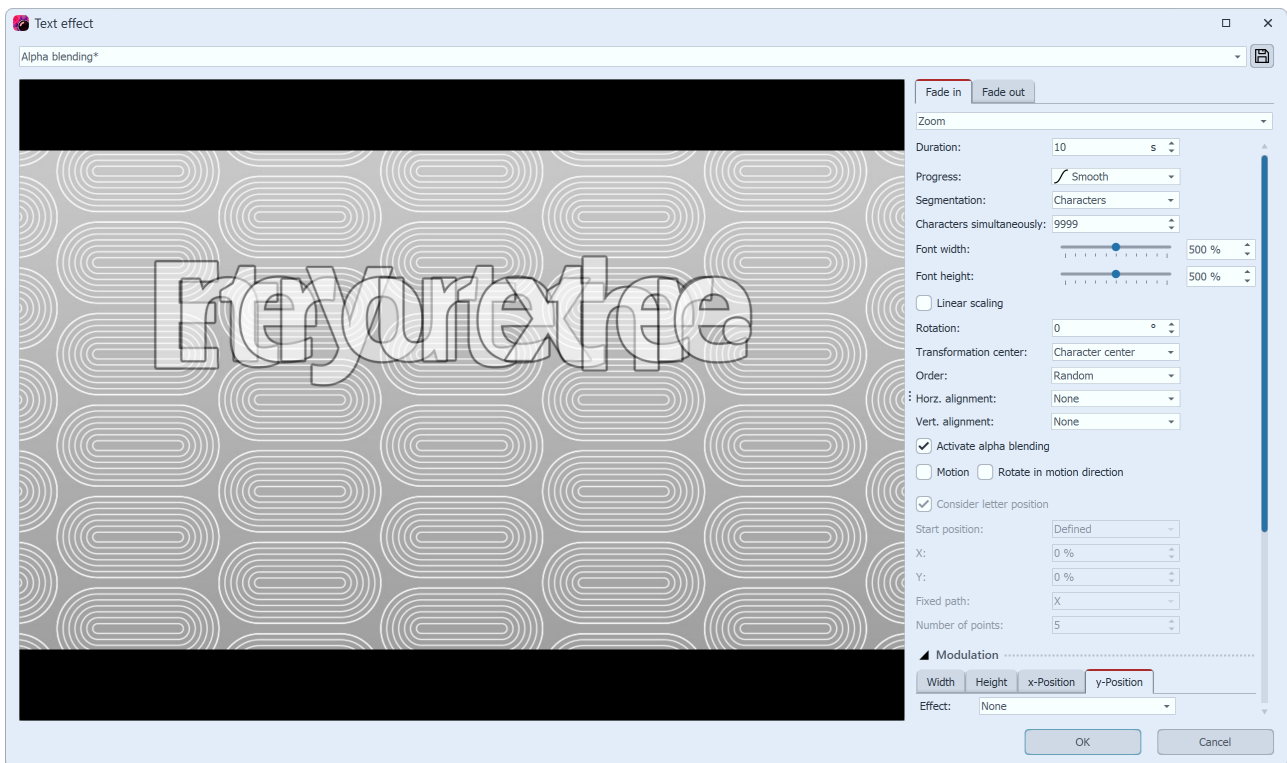 Text effect
Alpha blending*
Fade in Fade out
Zoom
Duration: 10 s
Progress: Smooth
Segmentation: Characters
Characters simultaneously: 9999
Font width: 500 %
Font height: 500 %
Linear scaling
Rotation: 0 °
Transformation center: Character center
Order: Random
Horz. alignment: None
Vert. alignment: None
Activate alpha blending
Motion Rotate in motion direction
Consider letter position
Start position: Defined
X: 0 %
Y: 0 %
Fixed path: X
Number of points: 5
Modulation
Width Height x-Position y-Position
Effect: None
OK Cancel